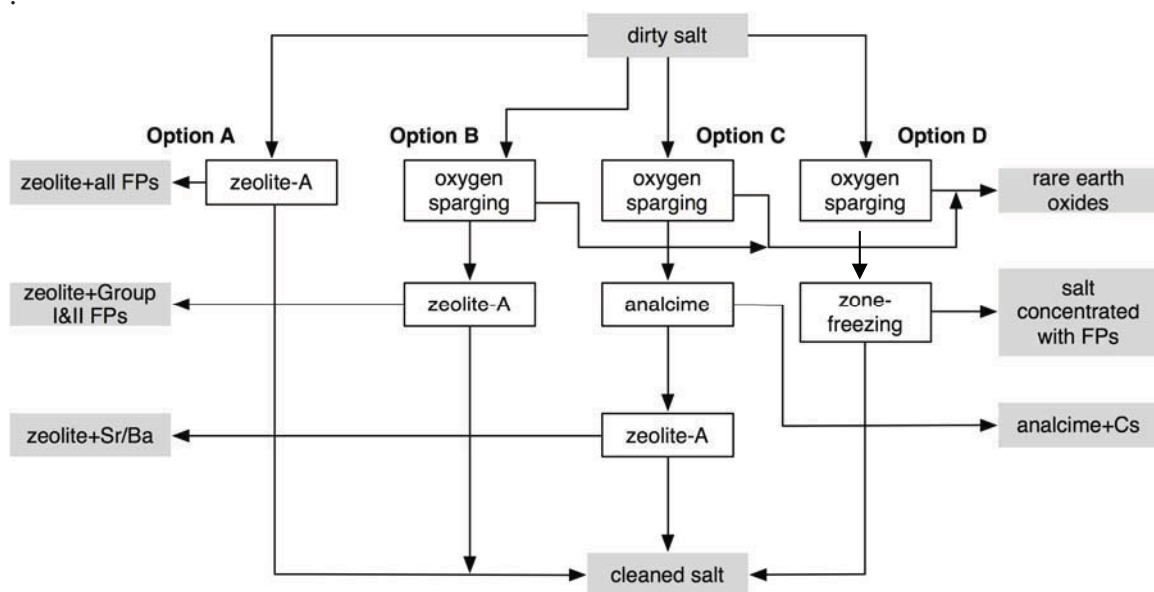 .
dirty salt
Option A
Option B
Option C
Option D
zeolite+all FPs
zeolite-A
oxygen
sparging
oxygen
sparging
oxygen
sparging
rare earth
oxides
zeolite+Group
I&II FPs
zeolite-A
analcime
zone-
freezing
salt
concentrated
with FPs
zeolite+Sr/Ba
zeolite-A
analcime+Cs
cleaned salt